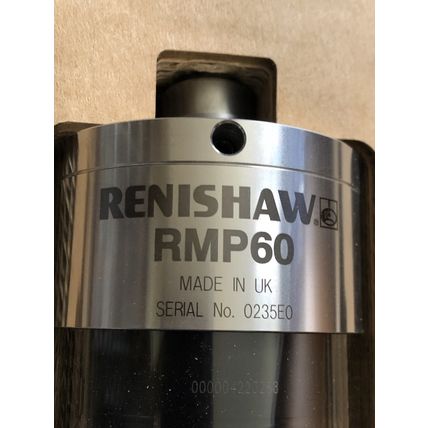 RENISHAW®
RMP60
MADE IN UK
SERIAL No. 0235E0